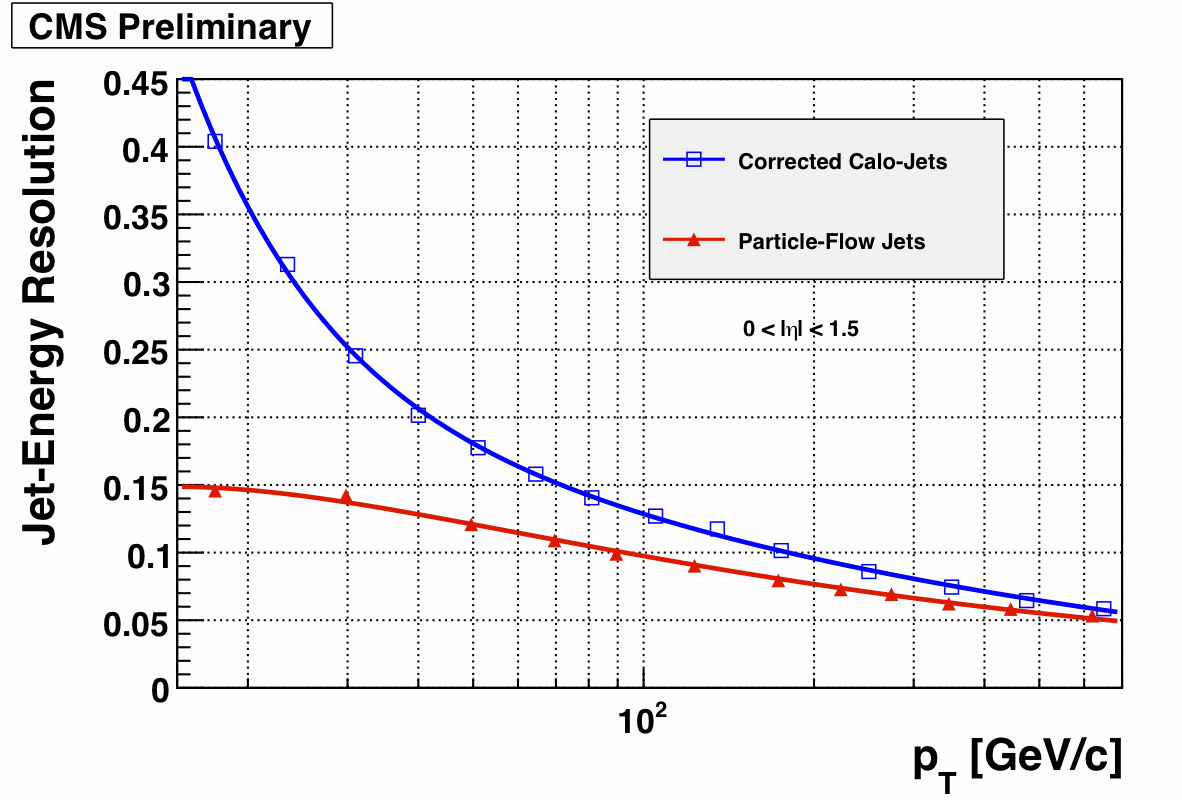 CMS Preliminary
Jet-Energy Resolution
0.45
0.4
0.35
0.3
0.25
0.2
0.15
0.1
0.05
0
Corrected Calo-Jets
Particle-Flow Jets
0 < |η| < 1.5
10²
p_T [GeV/c]